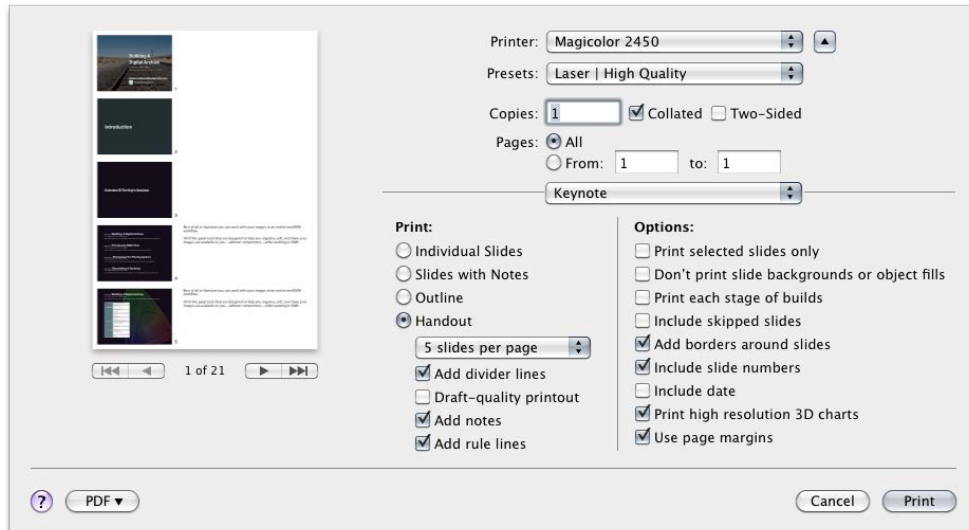 Printer: Magicolor 2450
Presets: Laser | High Quality
Copies: 1 Collated Two-Sided
Pages: All
From: 1 to: 1
Keynote
Building A
Digital Archive
Introduction
1 of 21
Print:
Individual Slides
Slides with Notes
Outline
Handout
5 slides per page
Add divider lines
Draft-quality printout
Add notes
Add rule lines
Options:
Print selected slides only
Don't print slide backgrounds or object fills
Print each stage of builds
Include skipped slides
Add borders around slides
Include slide numbers
Include date
Print high resolution 3D charts
Use page margins
? PDF ▼ Cancel Print